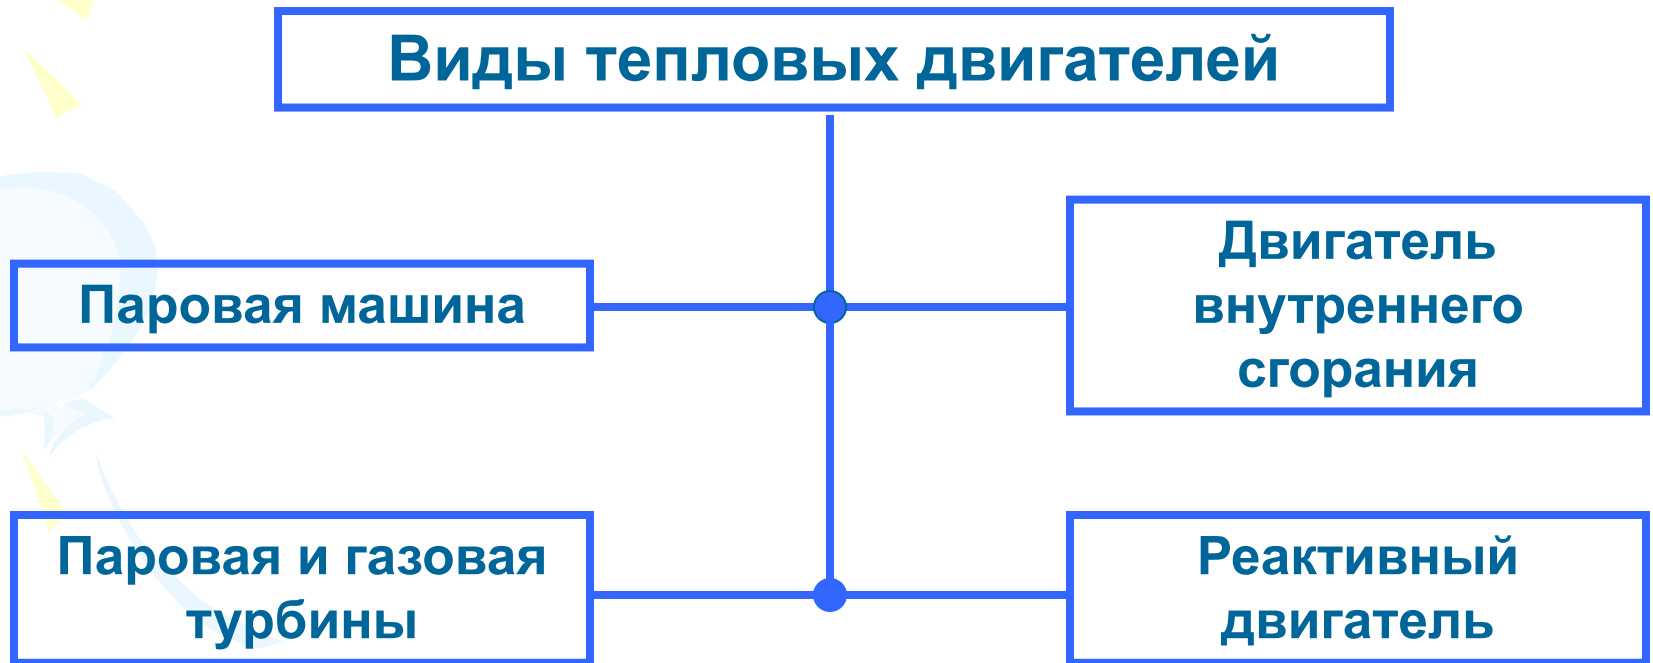 Виды тепловых двигателей
Паровая машина
Двигатель
внутреннего
сгорания
Паровая и газовая
турбины
Реактивный
двигатель